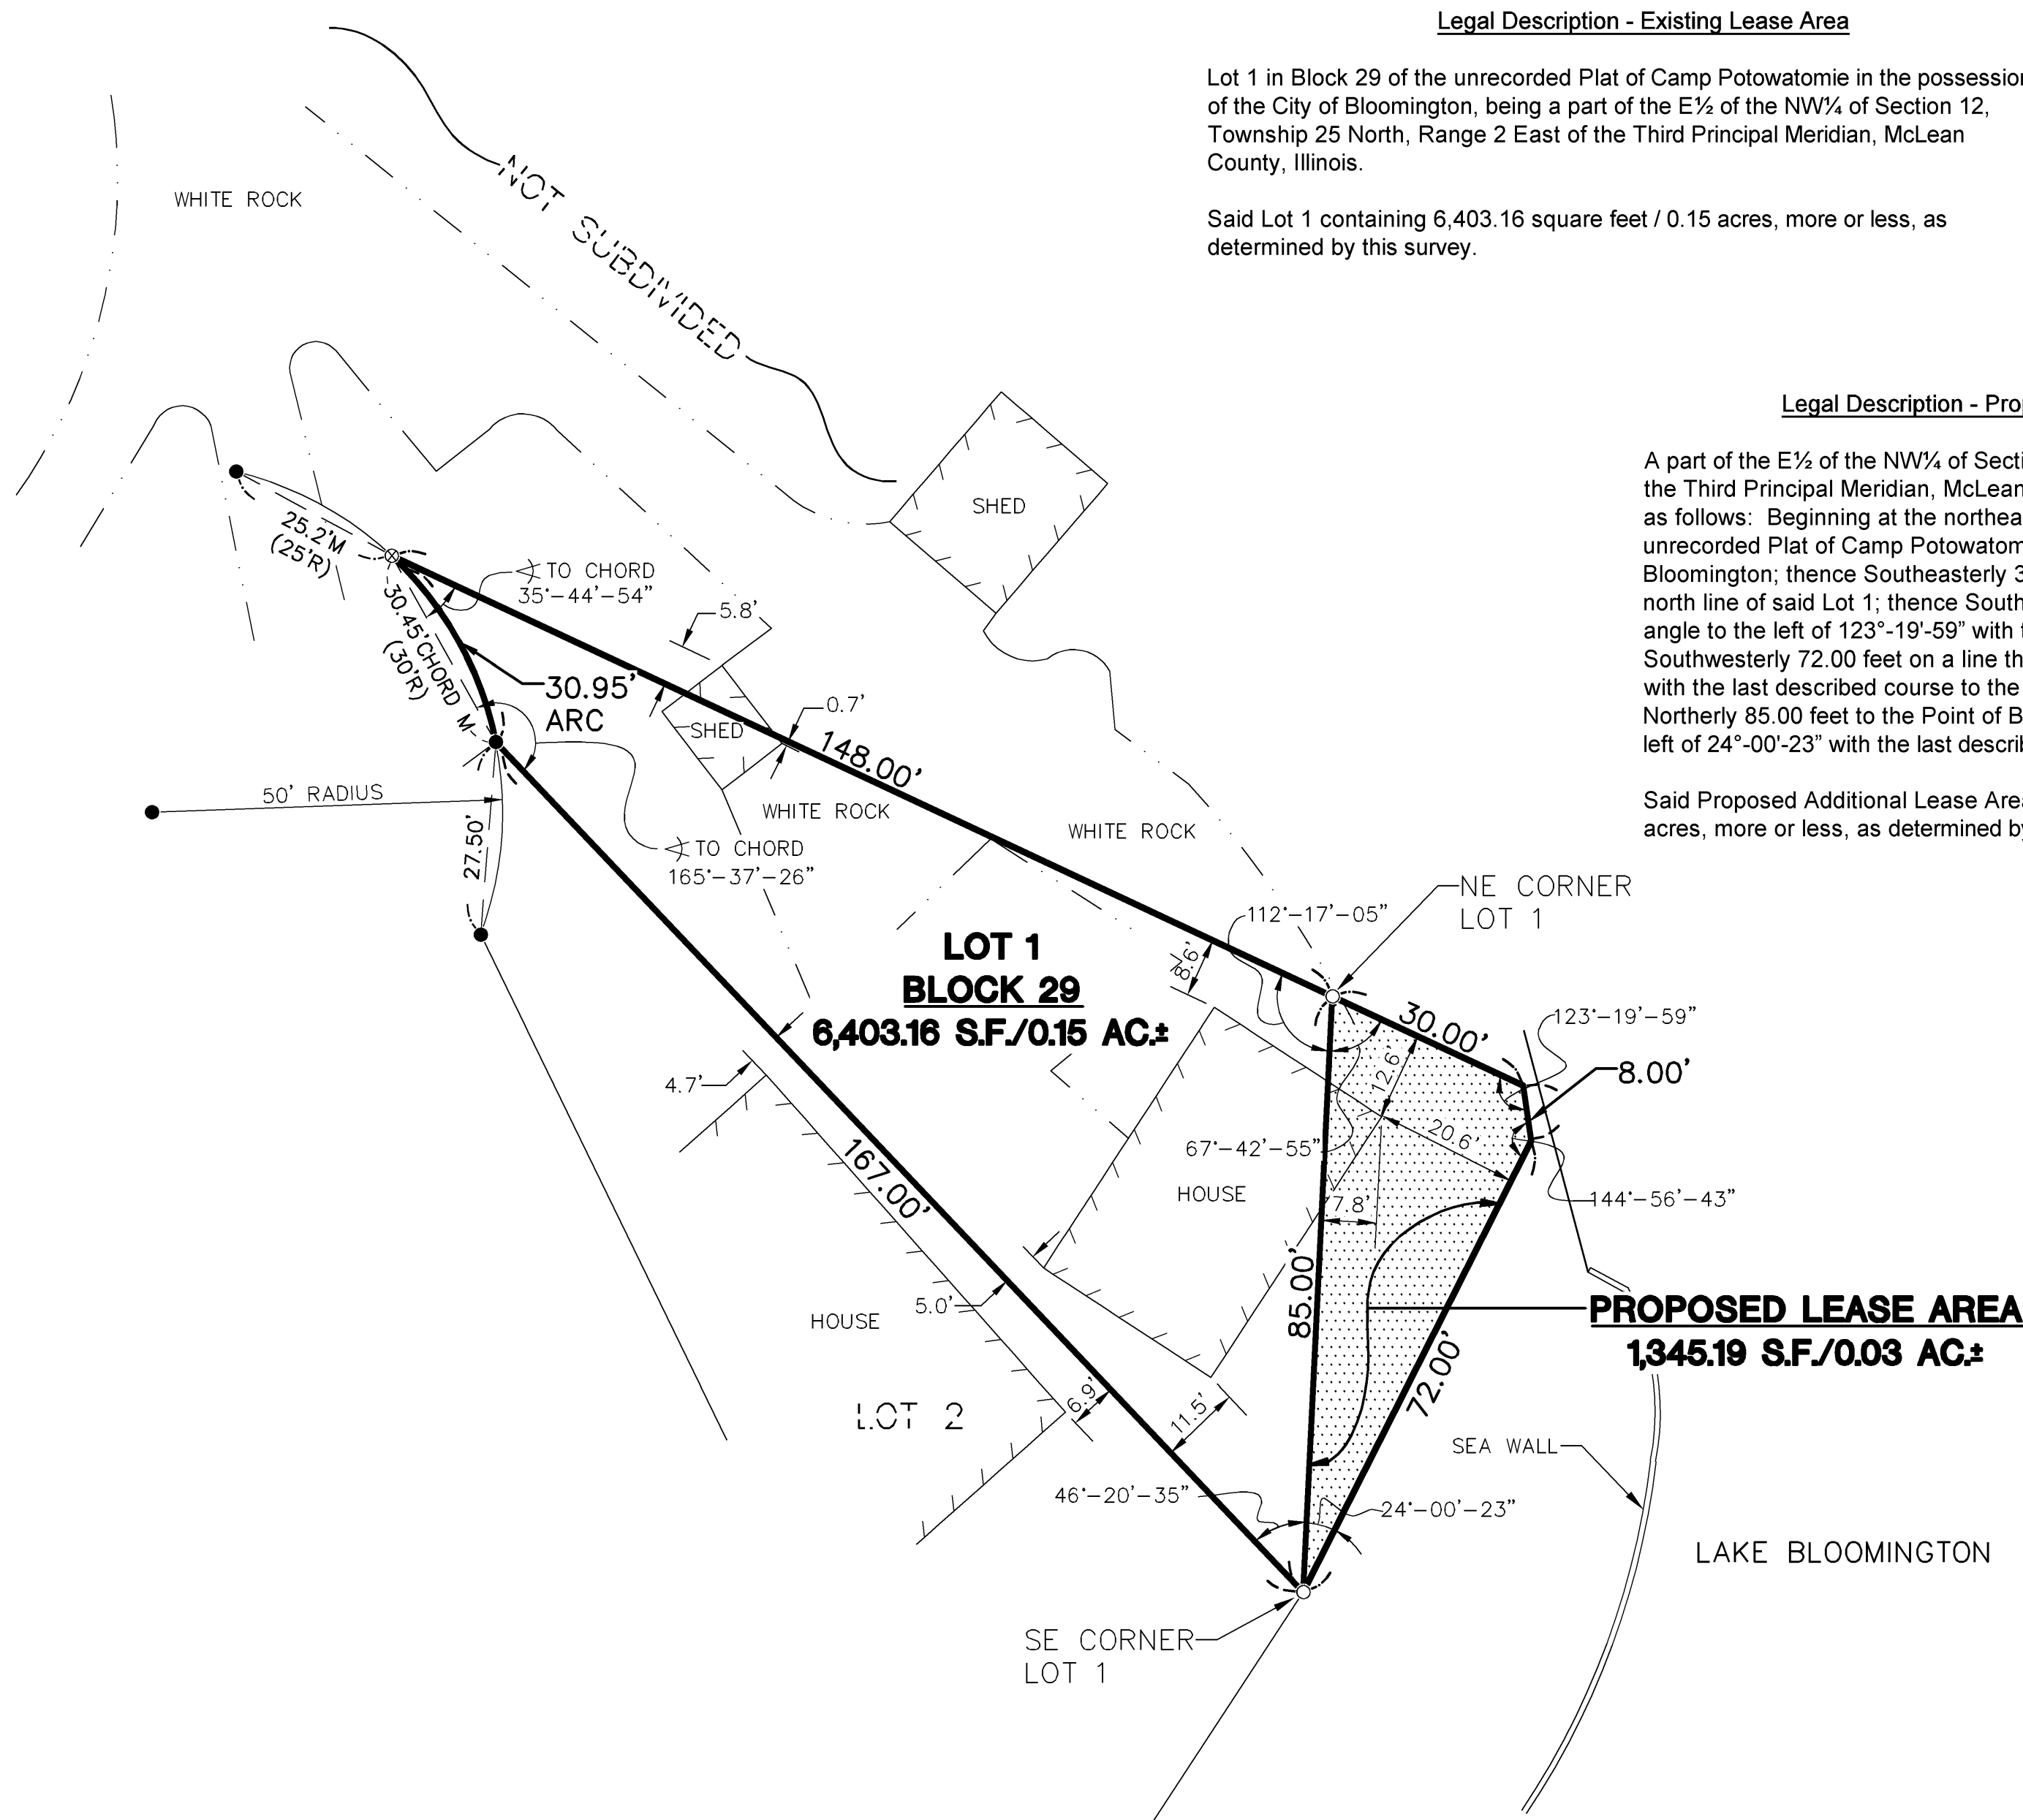 Legal Description - Existing Lease Area
Lot 1 in Block 29 of the unrecorded Plat of Camp Potowatomie in the possession
of the City of Bloomington, being a part of the E½ of the NW¼ of Section 12,
Township 25 North, Range 2 East of the Third Principal Meridian, McLean
County, Illinois.
Said Lot 1 containing 6,403.16 square feet / 0.15 acres, more or less, as
determined by this survey.
Legal Description - Prop
A part of the E½ of the NW¼ of Secti
the Third Principal Meridian, McLean
as follows:  Beginning at the northea
unrecorded Plat of Camp Potowatom
Bloomington; thence Southeasterly 3
north line of said Lot 1; thence South
angle to the left of 123°-19'-59” with t
Southwesterly 72.00 feet on a line th
with the last described course to the
Northerly 85.00 feet to the Point of B
left of 24°-00'-23” with the last describ
Said Proposed Additional Lease Area
acres, more or less, as determined by
WHITE ROCK
NOT SUBDIVIDED
SHED
25.2'M
(25'R)
TO CHORD
35°-44'-54"
30.45'CHORD M
(30'R)
5.8'
30.95'
ARC
SHED
0.7'
148.00'
50' RADIUS
WHITE ROCK
WHITE ROCK
27.50'
TO CHORD
165°-37'-26"
NE CORNER
LOT 1
112°-17'-05"
LOT 1
BLOCK 29
6,403.16 S.F./0.15 AC.±
8.6'
30.00'
123°-19'-59"
8.00'
12.6'
4.7'
20.6'
67°-42'-55"
167.00'
HOUSE
7.8'
144°-56'-43"
85.00'
5.0'
HOUSE
PROPOSED LEASE AREA
1,345.19 S.F./0.03 AC.±
72.00'
6.9'
11.5'
LOT 2
SEA WALL
46°-20'-35"
24°-00'-23"
LAKE BLOOMINGTON
SE CORNER
LOT 1